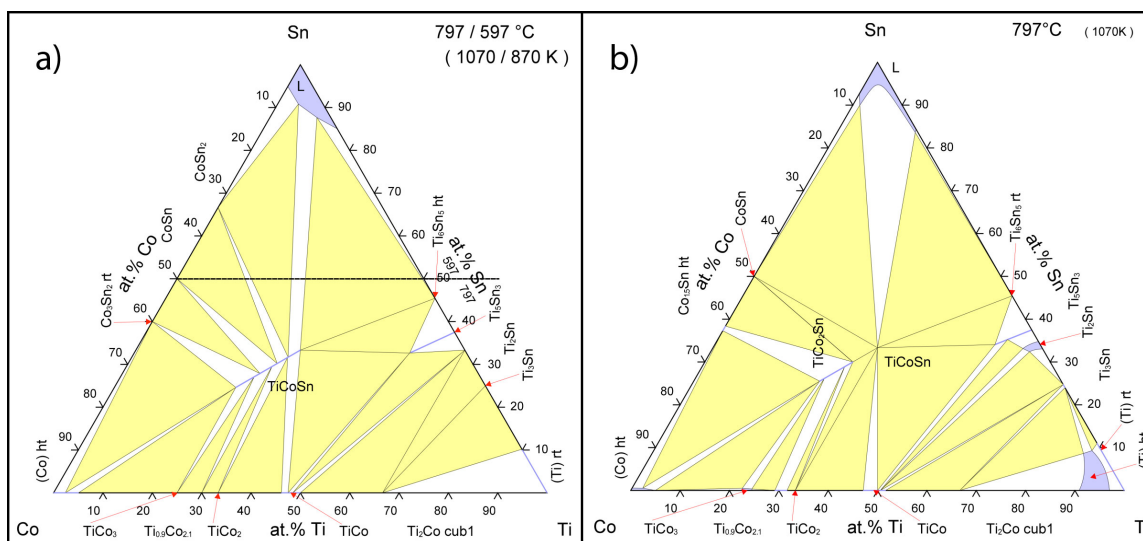 a)
Sn
797 / 597 °C
( 1070 / 870 K )
L
10
20
30
40
50
60
70
80
90
90
80
70
60
50
40
30
20
10
at.% Co
at.% Sn
597
797
CoSn₂
CoSn
Co₃Sn₂ rt
(Co) ht
Ti₆Sn₅ ht
Ti₅Sn₃
Ti₂Sn
Ti₃Sn
(Ti) rt
TiCoSn
10
20
30
40
50
60
70
80
90
Co
TiCo₃
Ti₀.₉Co₂.₁
TiCo₂
at.% Ti
TiCo
Ti₂Co cub1
Ti
b)
Sn
797°C
( 1070K)
L
10
20
30
40
50
60
70
80
90
90
80
70
60
50
40
30
20
10
at.% Co
at.% Sn
CoSn
Co₁.₅Sn ht
(Co) ht
Ti₆Sn₅ rt
Ti₅Sn₃
Ti₂Sn
Ti₃Sn
(Ti) rt
(Ti) ht
TiCo₂Sn
TiCoSn
10
20
30
40
50
60
70
80
90
Co
TiCo₃
Ti₀.₉Co₂.₁
TiCo₂
at.% Ti
TiCo
Ti₂Co cub1
T